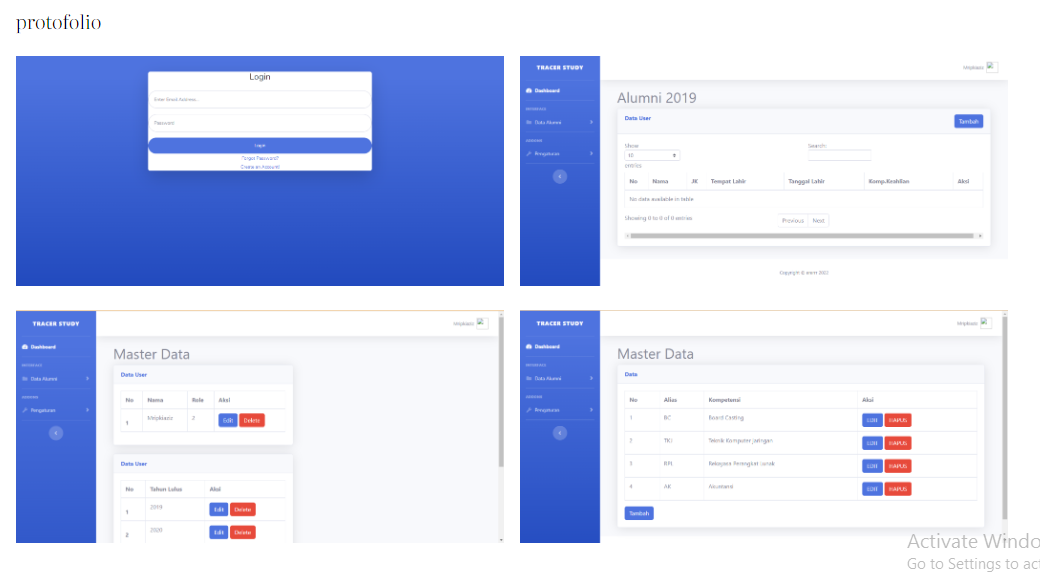 protofolio
Login
Enter Email Address...
Password
Login
Forgot Password?
Create an Account!
TRACER STUDY
Dashboard
Data Alumni
Pengaturan
Alumni 2019
Data User
Tambah
Show
10
entries
Search:
No Nama JK Tempat Lahir Tanggal Lahir Komp.Keahlian Aksi
No data available in table
Showing 0 to 0 of 0 entries
Previous Next
TRACER STUDY
Dashboard
Data Alumni
Pengaturan
Master Data
Data User
No Nama Role Aksi
1 2 Edit Delete
Data User
No Tahun Lulus Aksi
1 2019 Edit Delete
2 2020 Edit Delete
TRACER STUDY
Dashboard
Data Alumni
Pengaturan
Master Data
Data
No Alias Kompetensi Aksi
1 BC Board Casting EDIT HAPUS
2 TKJ Teknik Komputer Jaringan EDIT HAPUS
3 RPL Rekayasa Perangkat Lunak EDIT HAPUS
4 AK Akuntansi EDIT HAPUS
Tambah
Activate Windo
Go to Settings to act